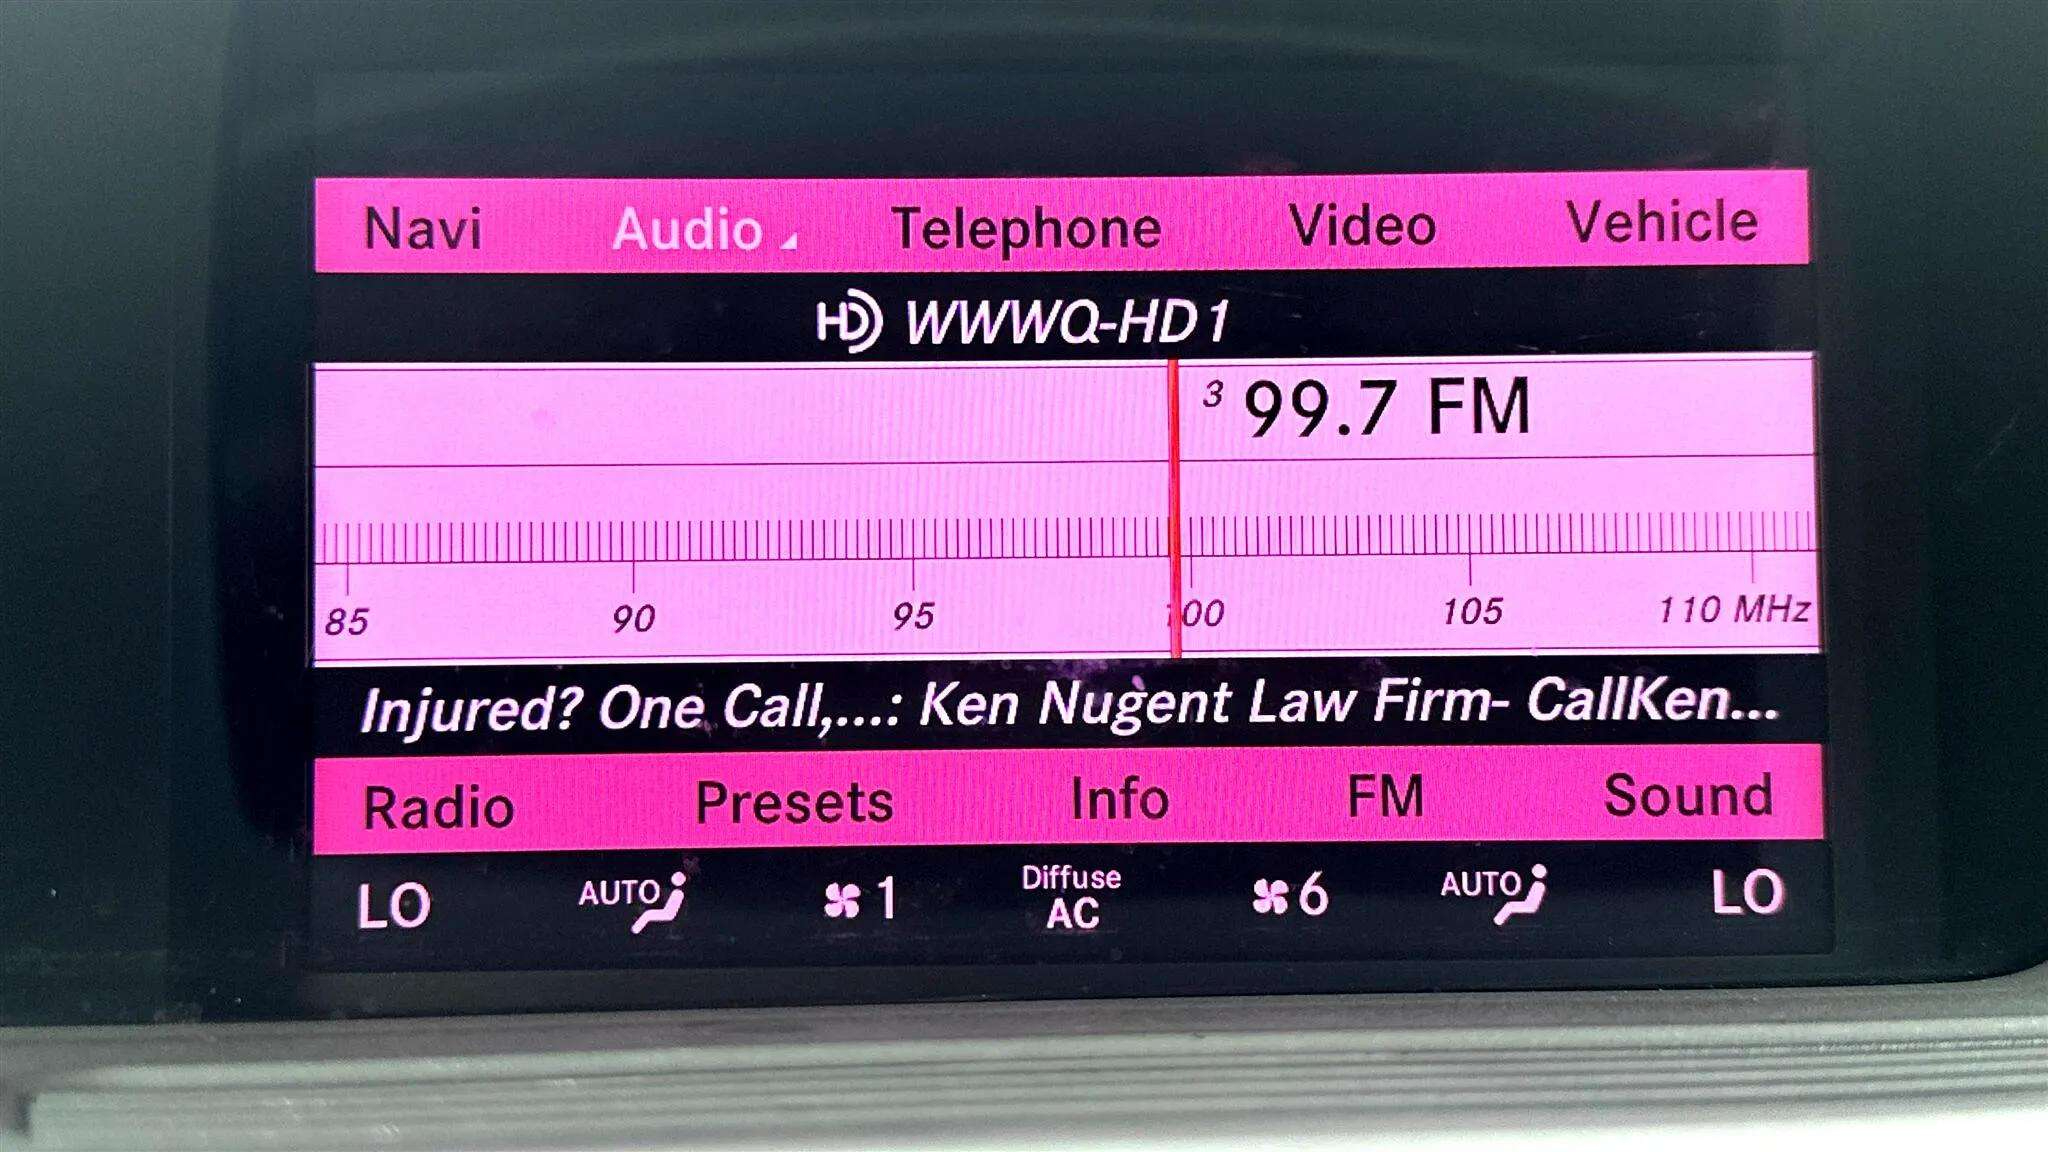 Navi Audio Telephone Video Vehicle
HD WWWQ-HD1
3 99.7 FM
85 90 95 100 105 110 MHz
Injured? One Call,...: Ken Nugent Law Firm- CallKen...
Radio Presets Info FM Sound
LO AUTO 1 Diffuse AC 6 AUTO LO